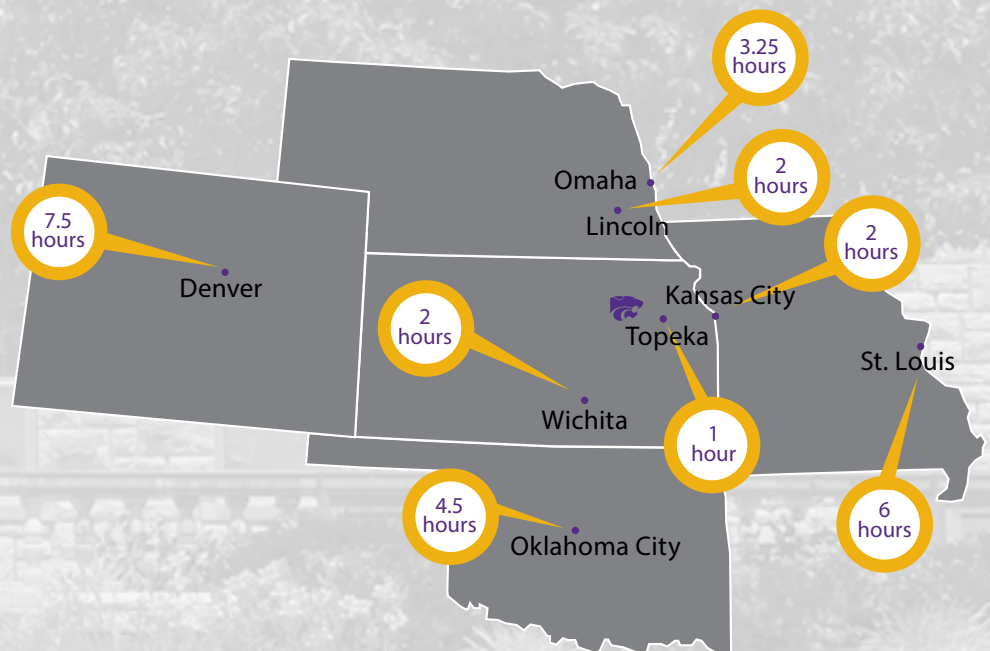 3.25
hours
Omaha
2
hours
Lincoln
7.5
hours
Denver
2
hours
Kansas City
Topeka
2
hours
Wichita
St. Louis
1
hour
4.5
hours
Oklahoma City
6
hours